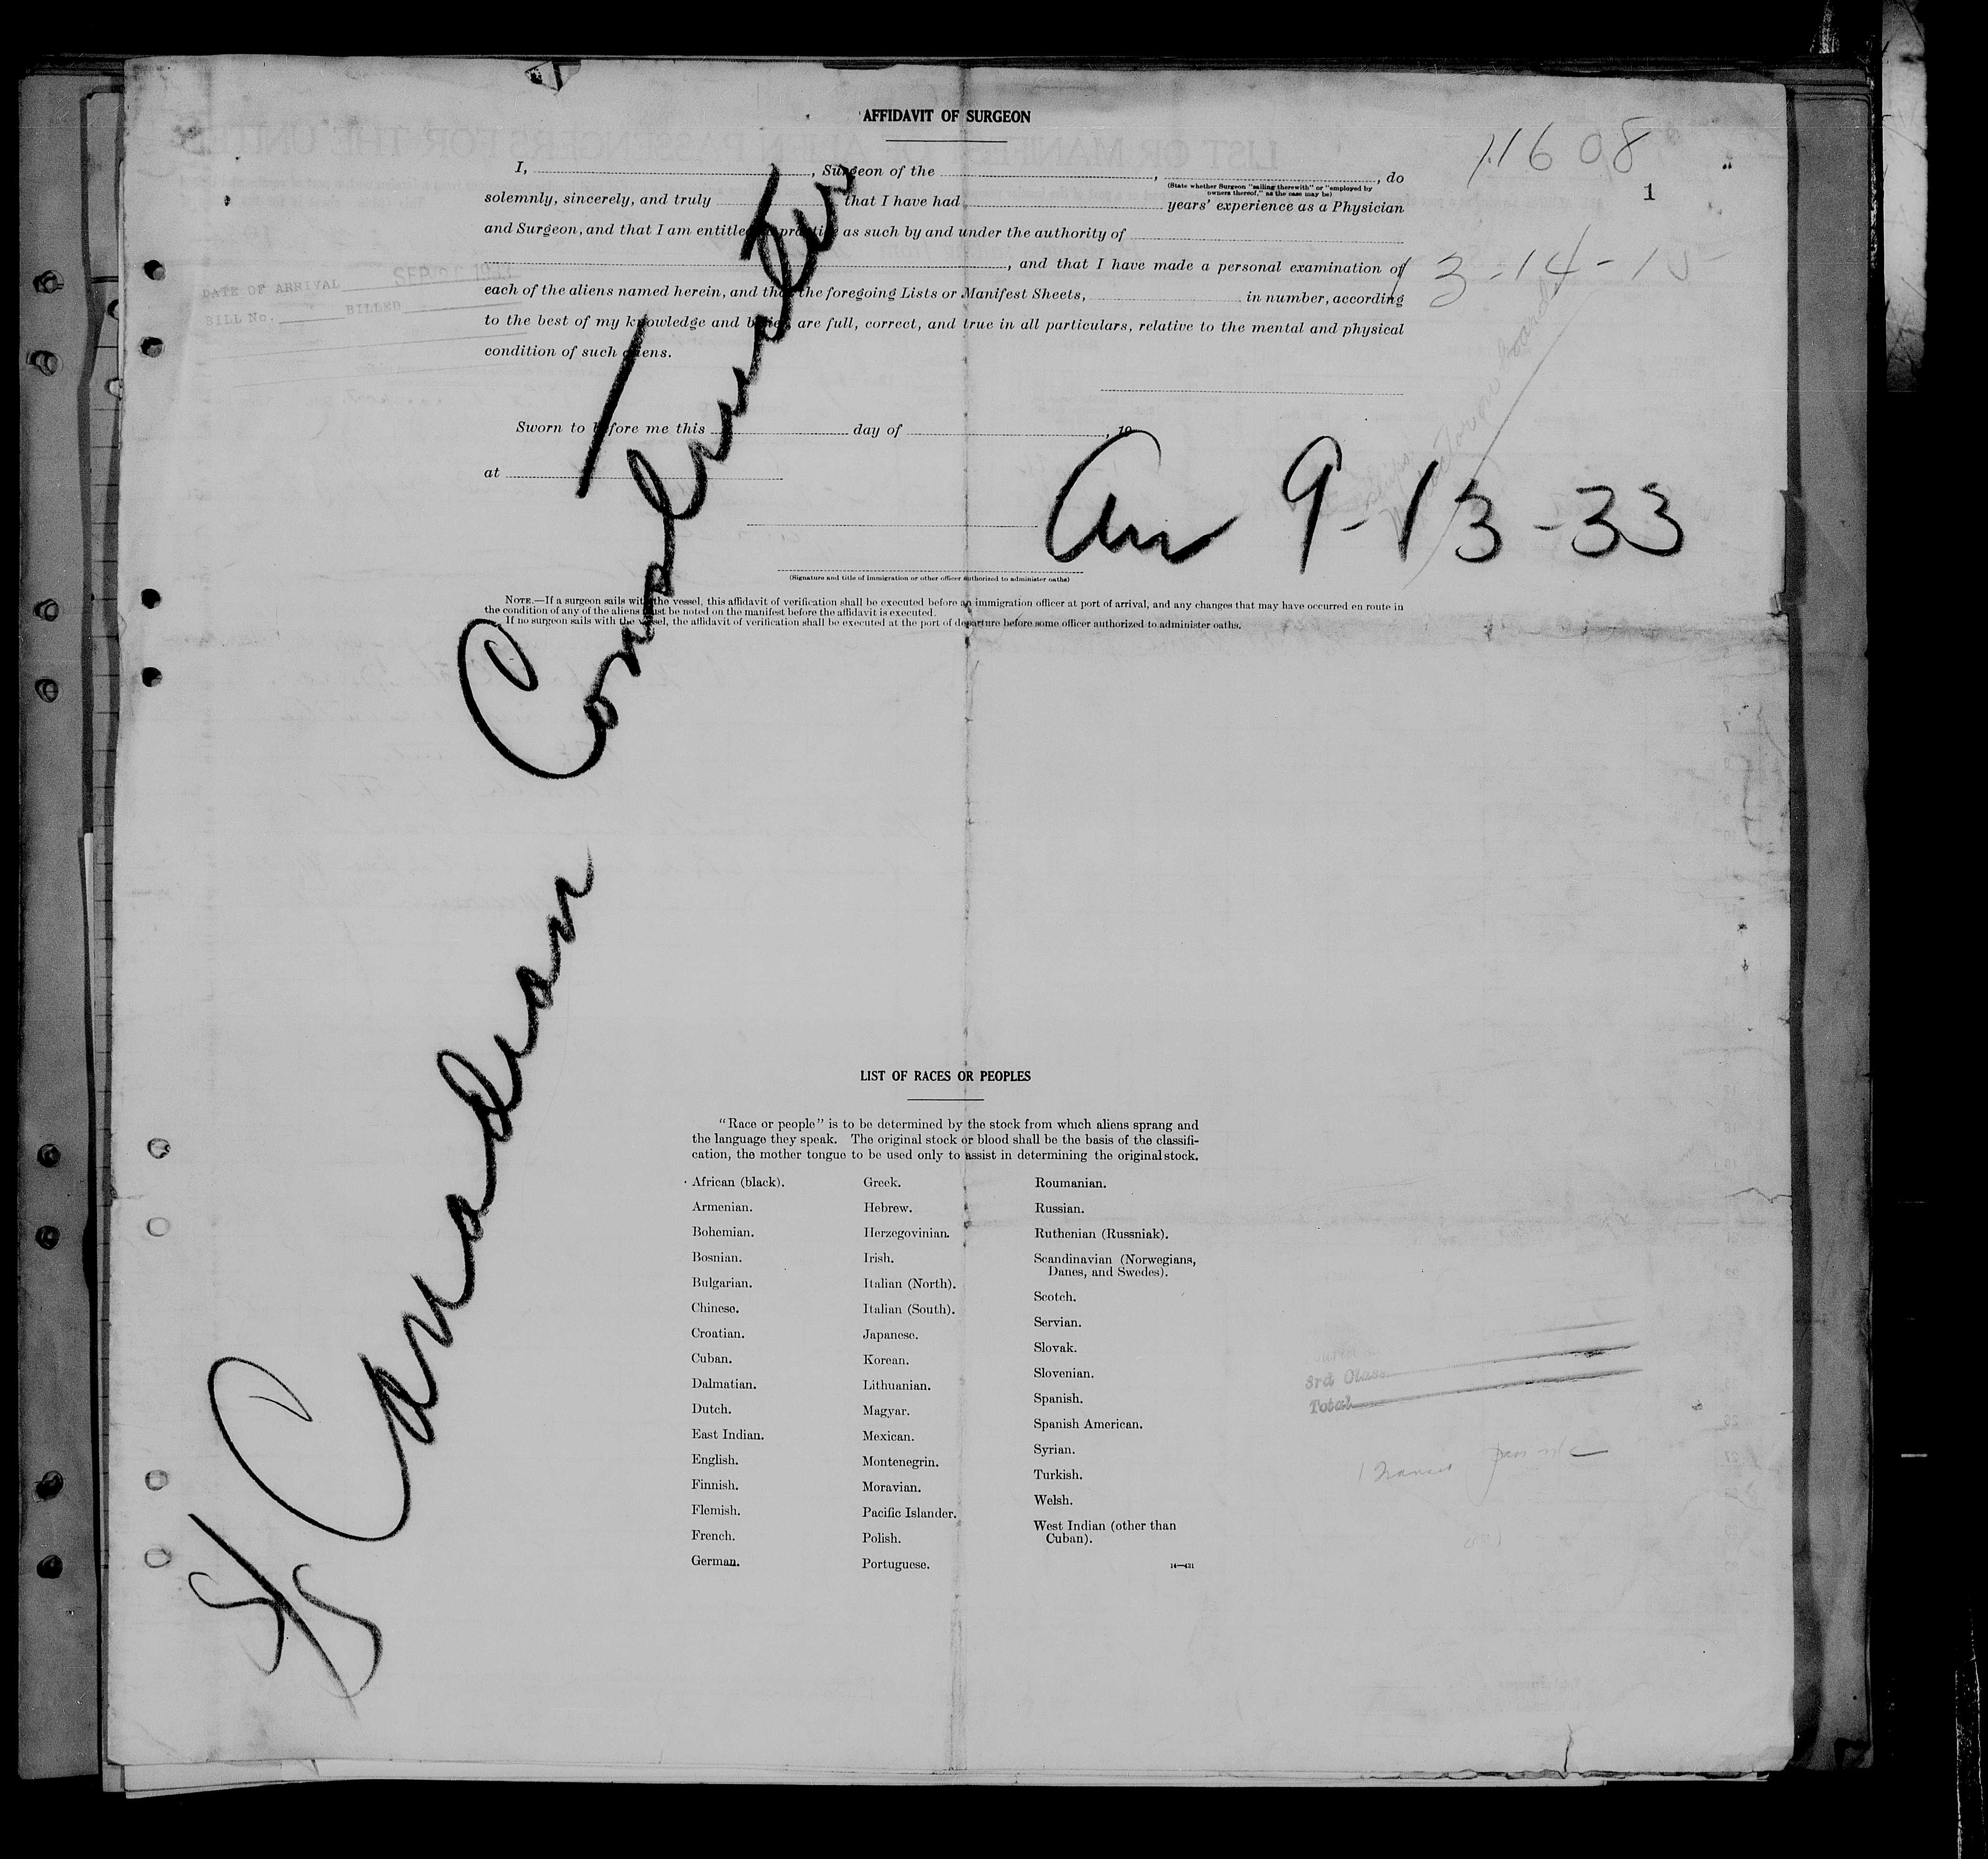 AFFIDAVIT OF SURGEON
11608
1
I, , Surgeon of the , , do
(State whether Surgeon "sailing therewith" or "employed by
owners thereof," as the case may be)
solemnly, sincerely, and truly that I have had years' experience as a Physician
and Surgeon, and that I am entitled to practice as such by and under the authority of
, and that I have made a personal examination of
3-14-15
DATE OF ARRIVAL SEP
BILL No. BILLED
each of the aliens named herein, and that the foregoing Lists or Manifest Sheets, in number, according
to the best of my knowledge and belief, are full, correct, and true in all particulars, relative to the mental and physical
condition of such aliens.
Sworn to before me this day of , 19
at
Arr 9-13-33
(Signature and title of immigration or other officer authorized to administer oaths)
NOTE.—If a surgeon sails with the vessel, this affidavit of verification shall be executed before an immigration officer at port of arrival, and any changes that may have occurred en route in
the condition of any of the aliens must be noted on the manifest before the affidavit is executed.
If no surgeon sails with the vessel, the affidavit of verification shall be executed at the port of departure before some officer authorized to administer oaths.
SS Canadian Constructor
LIST OF RACES OR PEOPLES
"Race or people" is to be determined by the stock from which aliens sprang and
the language they speak. The original stock or blood shall be the basis of the classifi-
cation, the mother tongue to be used only to assist in determining the original stock.
African (black).
Armenian.
Bohemian.
Bosnian.
Bulgarian.
Chinese.
Croatian.
Cuban.
Dalmatian.
Dutch.
East Indian.
English.
Finnish.
Flemish.
French.
German.
Greek.
Hebrew.
Herzegovinian.
Irish.
Italian (North).
Italian (South).
Japanese.
Korean.
Lithuanian.
Magyar.
Mexican.
Montenegrin.
Moravian.
Pacific Islander.
Polish.
Portuguese.
Roumanian.
Russian.
Ruthenian (Russniak).
Scandinavian (Norwegians,
Danes, and Swedes).
Scotch.
Servian.
Slovak.
Slovenian.
Spanish.
Spanish American.
Syrian.
Turkish.
Welsh.
West Indian (other than
Cuban).
14—431
3rd Class
Total